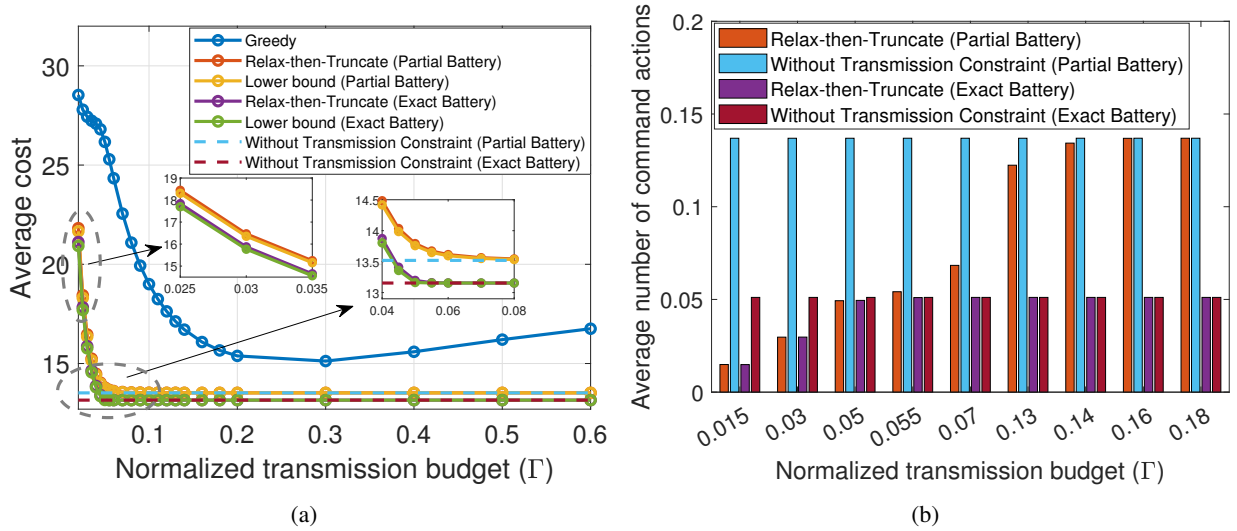 Greedy
Relax-then-Truncate (Partial Battery)
Lower bound (Partial Battery)
Relax-then-Truncate (Exact Battery)
Lower bound (Exact Battery)
Without Transmission Constraint (Partial Battery)
Without Transmission Constraint (Exact Battery)
Average cost
30
25
20
15
19
18
17
16
15
0.025
0.03
0.035
14.5
14
13.5
13
0.04
0.06
0.08
0.1
0.2
0.3
0.4
0.5
0.6
Normalized transmission budget (Γ)
(a)
Relax-then-Truncate (Partial Battery)
Without Transmission Constraint (Partial Battery)
Relax-then-Truncate (Exact Battery)
Without Transmission Constraint (Exact Battery)
Average number of command actions
0.2
0.15
0.1
0.05
0
0.015
0.03
0.05
0.055
0.07
0.13
0.14
0.16
0.18
Normalized transmission budget (Γ)
(b)